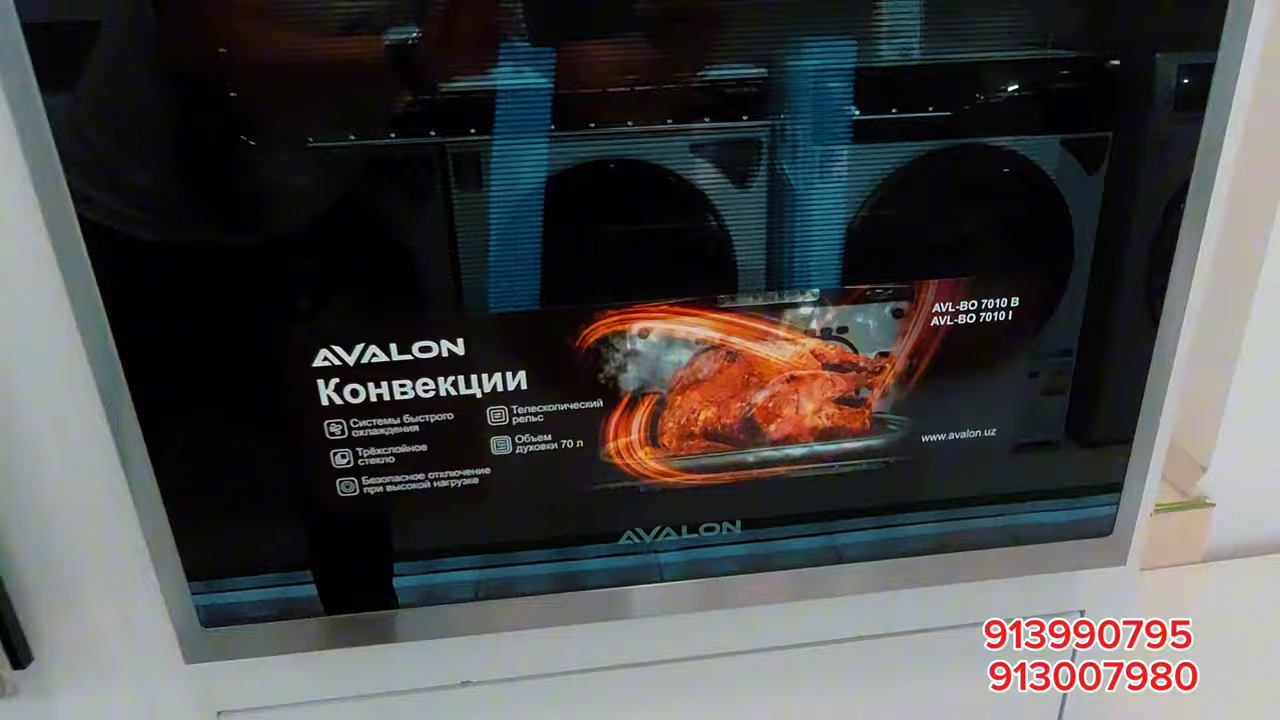 AVL-BO 7010 B
AVL-BO 7010 I
AVALON
Конвекции
Системы быстрого
охлаждения
Телескопический
рельс
Трёхслойное
стекло
Объем
духовки 70 л
Безопасное отключение
при высокой нагрузке
www.avalon.uz
AVALON
913990795
913007980